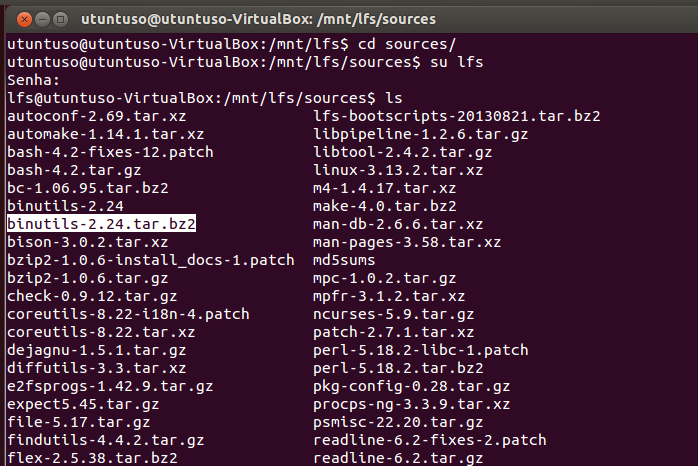 utuntuso@utuntuso-VirtualBox: /mnt/lfs/sources
utuntuso@utuntuso-VirtualBox:/mnt/lfs$ cd sources/
utuntuso@utuntuso-VirtualBox:/mnt/lfs/sources$ su lfs
Senha:
lfs@utuntuso-VirtualBox:/mnt/lfs/sources$ ls
autoconf-2.69.tar.xz lfs-bootscripts-20130821.tar.bz2
automake-1.14.1.tar.xz libpipeline-1.2.6.tar.gz
bash-4.2-fixes-12.patch libtool-2.4.2.tar.gz
bash-4.2.tar.gz linux-3.13.2.tar.xz
bc-1.06.95.tar.bz2 m4-1.4.17.tar.xz
binutils-2.24 make-4.0.tar.bz2
binutils-2.24.tar.bz2 man-db-2.6.6.tar.xz
bison-3.0.2.tar.xz man-pages-3.58.tar.xz
bzip2-1.0.6-install_docs-1.patch md5sums
bzip2-1.0.6.tar.gz mpc-1.0.2.tar.gz
check-0.9.12.tar.gz mpfr-3.1.2.tar.xz
coreutils-8.22-i18n-4.patch ncurses-5.9.tar.gz
coreutils-8.22.tar.xz patch-2.7.1.tar.xz
dejagnu-1.5.1.tar.gz perl-5.18.2-libc-1.patch
diffutils-3.3.tar.xz perl-5.18.2.tar.bz2
e2fsprogs-1.42.9.tar.gz pkg-config-0.28.tar.gz
expect5.45.tar.gz procps-ng-3.3.9.tar.xz
file-5.17.tar.gz psmisc-22.20.tar.gz
findutils-4.4.2.tar.gz readline-6.2-fixes-2.patch
flex-2.5.38.tar.bz2 readline-6.2.tar.gz